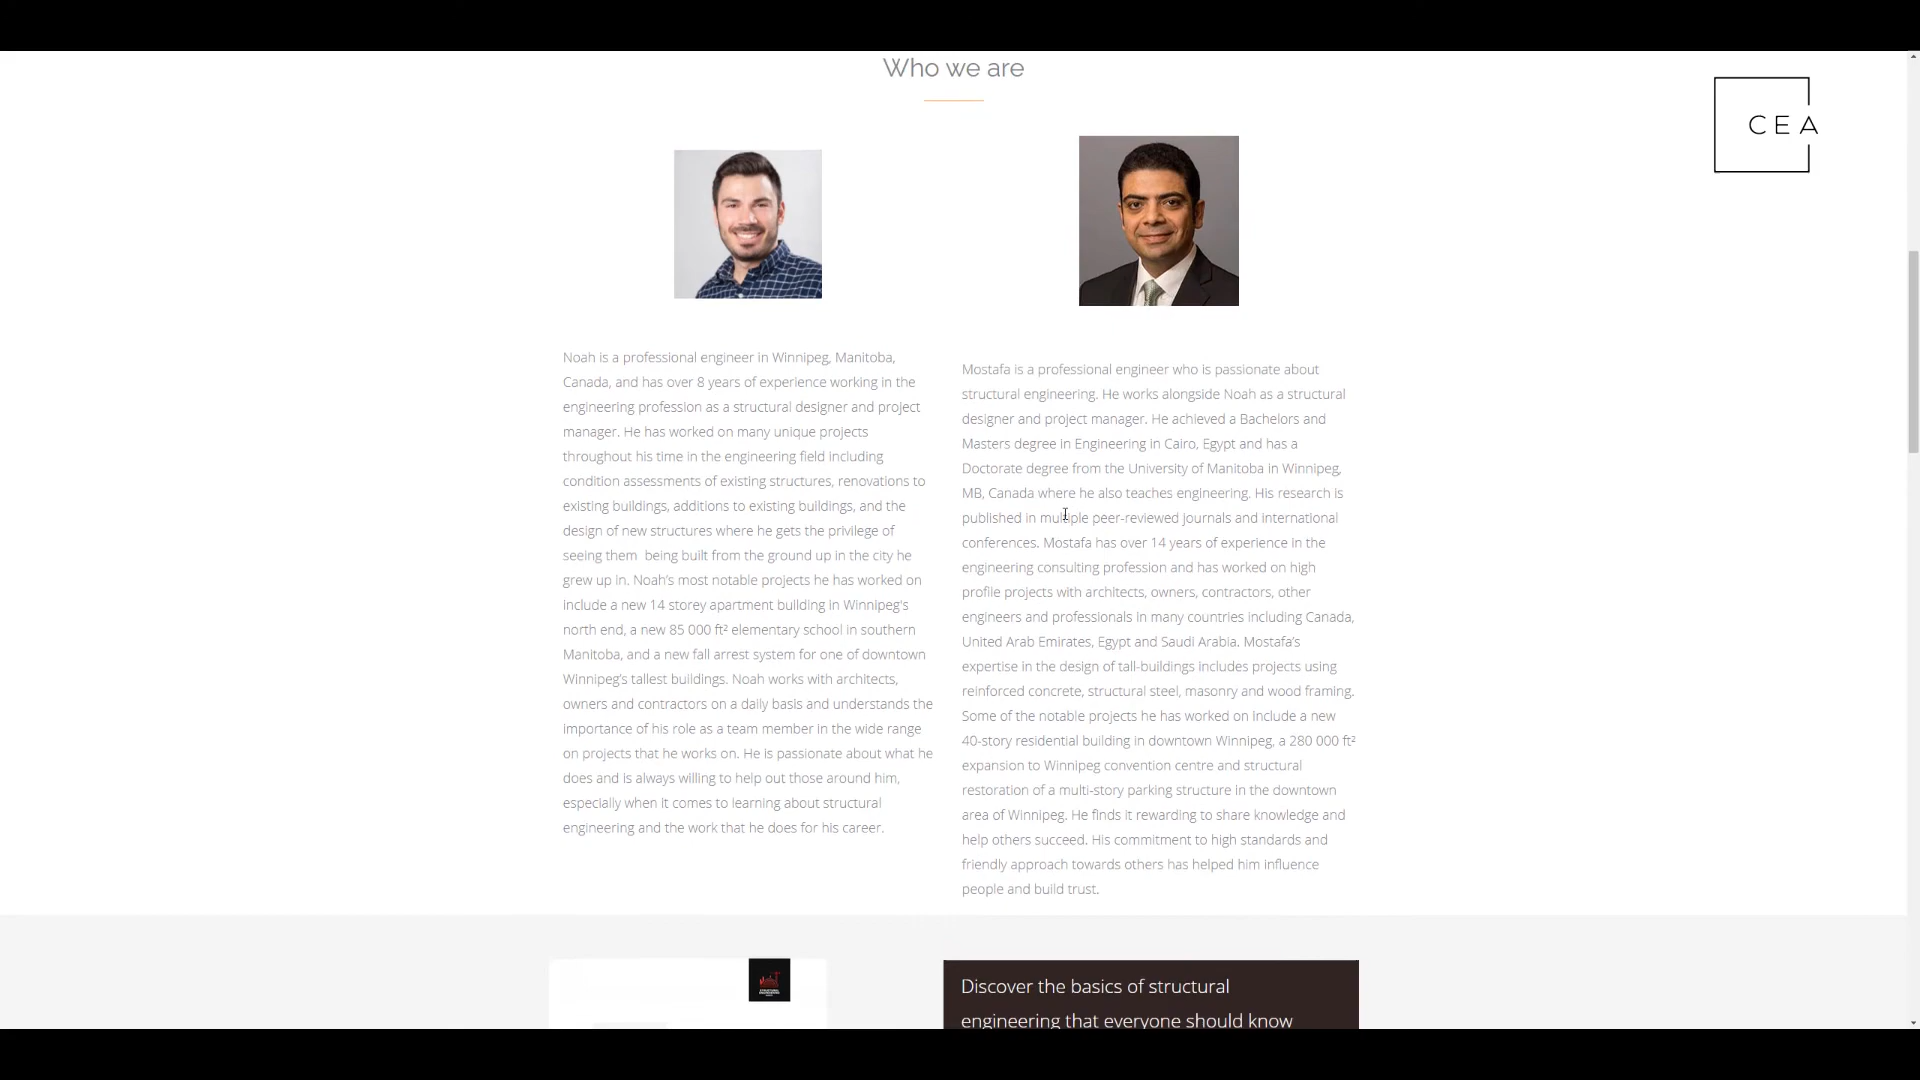 Who we are
CEA
Noah is a professional engineer in Winnipeg, Manitoba,
Canada, and has over 8 years of experience working in the
engineering profession as a structural designer and project
manager. He has worked on many unique projects
throughout his time in the engineering field including
condition assessments of existing structures, renovations to
existing buildings, additions to existing buildings, and the
design of new structures where he gets the privilege of
seeing them  being built from the ground up in the city he
grew up in. Noah’s most notable projects he has worked on
include a new 14 storey apartment building in Winnipeg's
north end, a new 85 000 ft² elementary school in southern
Manitoba, and a new fall arrest system for one of downtown
Winnipeg’s tallest buildings. Noah works with architects,
owners and contractors on a daily basis and understands the
importance of his role as a team member in the wide range
on projects that he works on. He is passionate about what he
does and is always willing to help out those around him,
especially when it comes to learning about structural
engineering and the work that he does for his career.
Mostafa is a professional engineer who is passionate about
structural engineering. He works alongside Noah as a structural
designer and project manager. He achieved a Bachelors and
Masters degree in Engineering in Cairo, Egypt and has a
Doctorate degree from the University of Manitoba in Winnipeg,
MB, Canada where he also teaches engineering. His research is
published in multiple peer-reviewed journals and international
conferences. Mostafa has over 14 years of experience in the
engineering consulting profession and has worked on high
profile projects with architects, owners, contractors, other
engineers and professionals in many countries including Canada,
United Arab Emirates, Egypt and Saudi Arabia. Mostafa’s
expertise in the design of tall-buildings includes projects using
reinforced concrete, structural steel, masonry and wood framing.
Some of the notable projects he has worked on include a new
40-story residential building in downtown Winnipeg, a 280 000 ft²
expansion to Winnipeg convention centre and structural
restoration of a multi-story parking structure in the downtown
area of Winnipeg. He finds it rewarding to share knowledge and
help others succeed. His commitment to high standards and
friendly approach towards others has helped him influence
people and build trust.
Discover the basics of structural
engineering that everyone should know